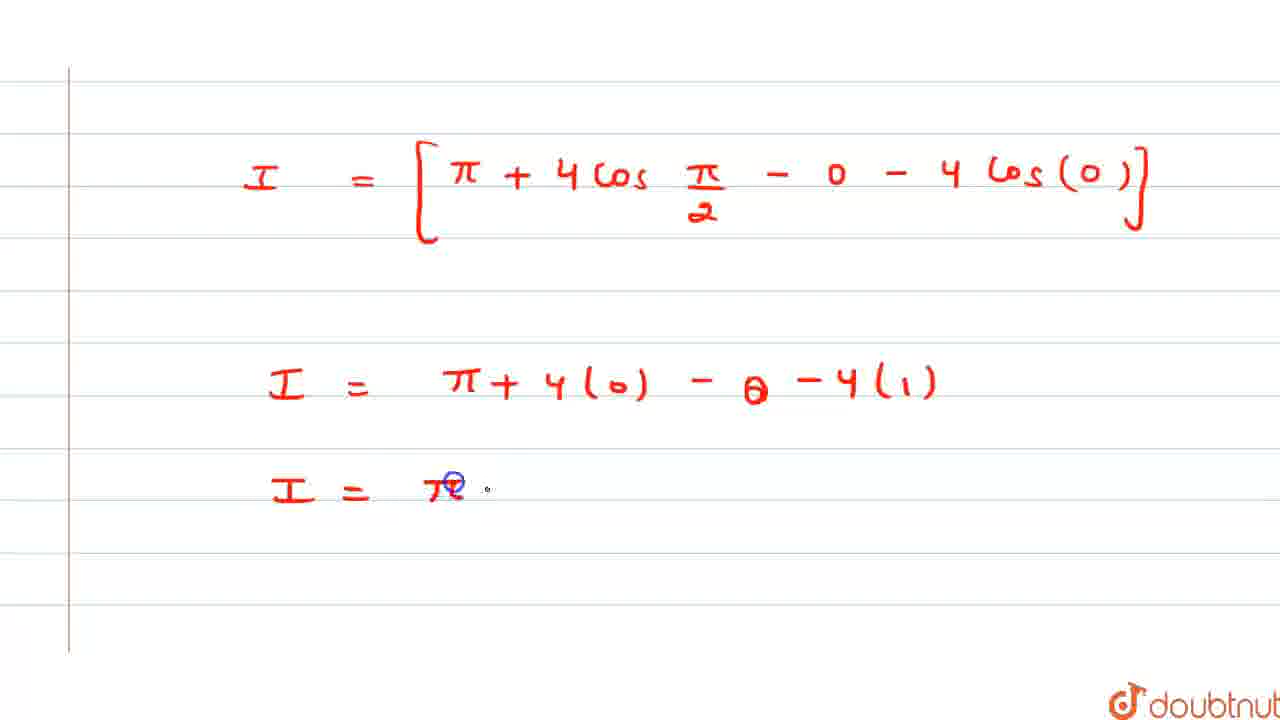 I = [π + 4 cos π/2 - 0 - 4 cos(0)]
I = π + 4(0) - 0 - 4(1)
I = π
doubtnut